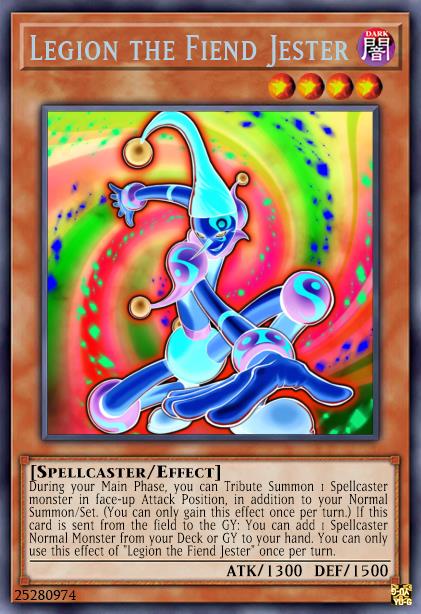 LEGION THE FIEND JESTER
DARK
闇
[SPELLCASTER/EFFECT]
During your Main Phase, you can Tribute Summon 1 Spellcaster
monster in face-up Attack Position, in addition to your Normal
Summon/Set. (You can only gain this effect once per turn.) If this
card is sent from the field to the GY: You can add 1 Spellcaster
Normal Monster from your Deck or GY to your hand. You can only
use this effect of "Legion the Fiend Jester" once per turn.
ATK/1300 DEF/1500
25280974